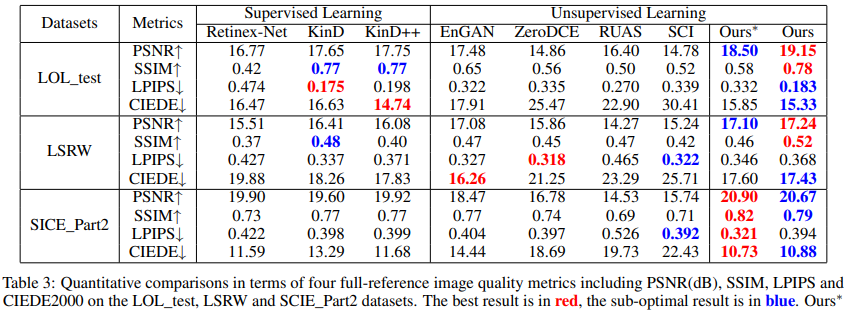 Datasets Metrics Supervised Learning Unsupervised Learning
Retinex-Net KinD KinD++ EnGAN ZeroDCE RUAS SCI Ours* Ours
LOL_test PSNR↑ 16.77 17.65 17.75 17.48 14.86 16.40 14.78 18.50 19.15
SSIM↑ 0.42 0.77 0.77 0.65 0.56 0.50 0.52 0.58 0.78
LPIPS↓ 0.474 0.175 0.198 0.322 0.335 0.270 0.339 0.332 0.183
CIEDE↓ 16.47 16.63 14.74 17.91 25.47 22.90 30.41 15.85 15.33
LSRW PSNR↑ 15.51 16.41 16.08 17.08 15.86 14.27 15.24 17.10 17.24
SSIM↑ 0.37 0.48 0.40 0.47 0.45 0.47 0.42 0.46 0.52
LPIPS↓ 0.427 0.337 0.371 0.327 0.318 0.465 0.322 0.346 0.368
CIEDE↓ 19.88 18.26 17.83 16.26 21.25 23.29 25.71 17.60 17.43
SICE_Part2 PSNR↑ 19.90 19.60 19.92 18.47 16.78 14.53 15.74 20.90 20.67
SSIM↑ 0.73 0.77 0.77 0.77 0.74 0.69 0.71 0.82 0.79
LPIPS↓ 0.422 0.398 0.399 0.404 0.397 0.526 0.392 0.321 0.394
CIEDE↓ 11.59 13.29 11.68 14.44 18.69 19.73 22.43 10.73 10.88
Table 3: Quantitative comparisons in terms of four full-reference image quality metrics including PSNR(dB), SSIM, LPIPS and
CIEDE2000 on the LOL_test, LSRW and SCIE_Part2 datasets. The best result is in red, the sub-optimal result is in blue. Ours*